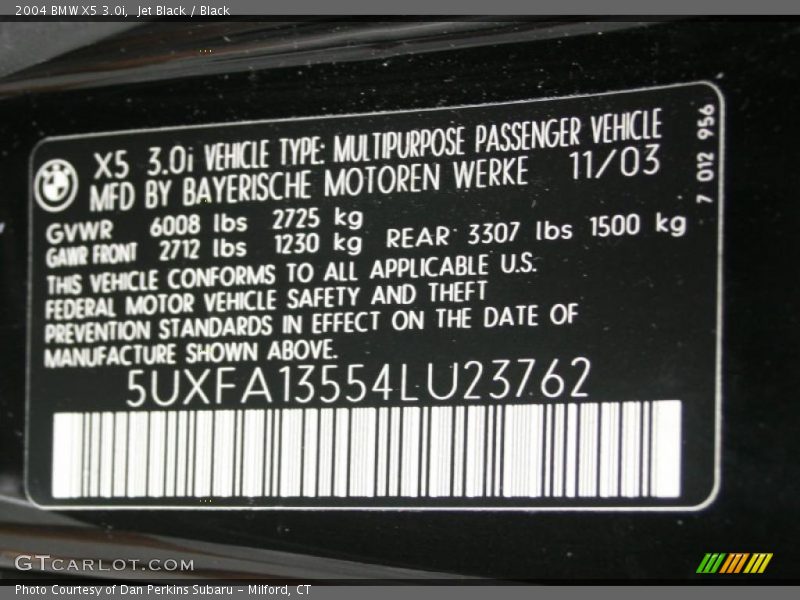 2004 BMW X5 3.0i, Jet Black / Black
X5 3.0i VEHICLE TYPE: MULTIPURPOSE PASSENGER VEHICLE
MFD BY BAYERISCHE MOTOREN WERKE 11/03
GVWR 6008 lbs 2725 kg
GAWR FRONT 2712 lbs 1230 kg REAR 3307 lbs 1500 kg
THIS VEHICLE CONFORMS TO ALL APPLICABLE U.S.
FEDERAL MOTOR VEHICLE SAFETY AND THEFT
PREVENTION STANDARDS IN EFFECT ON THE DATE OF
MANUFACTURE SHOWN ABOVE.
5UXFA13554LU23762
7 012 956
GTCARLOT.COM
Photo Courtesy of Dan Perkins Subaru - Milford, CT